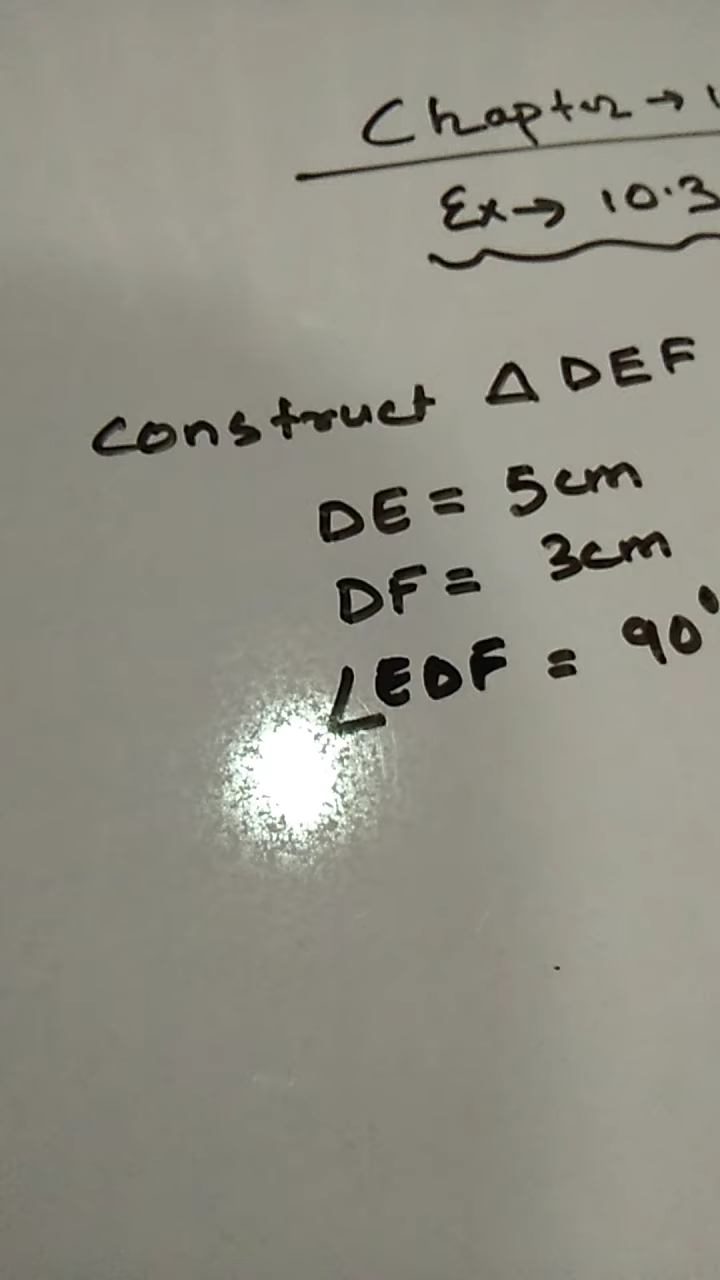 Chapter →
Ex → 10.3
construct △ DEF
DE = 5cm
DF = 3cm
∠EDF = 90°